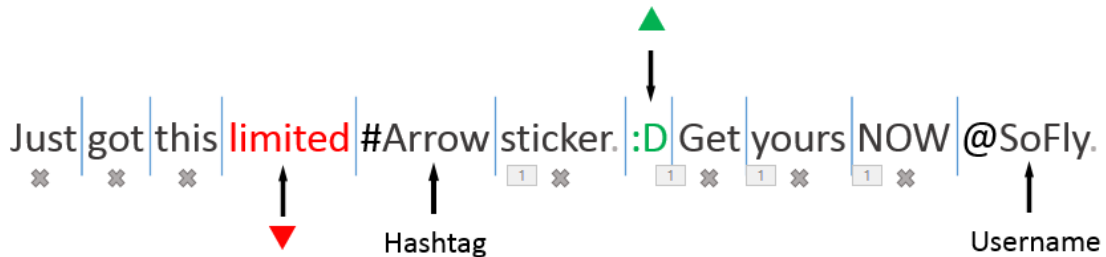 Just got this limited #Arrow sticker. :D Get yours NOW @SoFly.
1 1 1 1
Hashtag Username